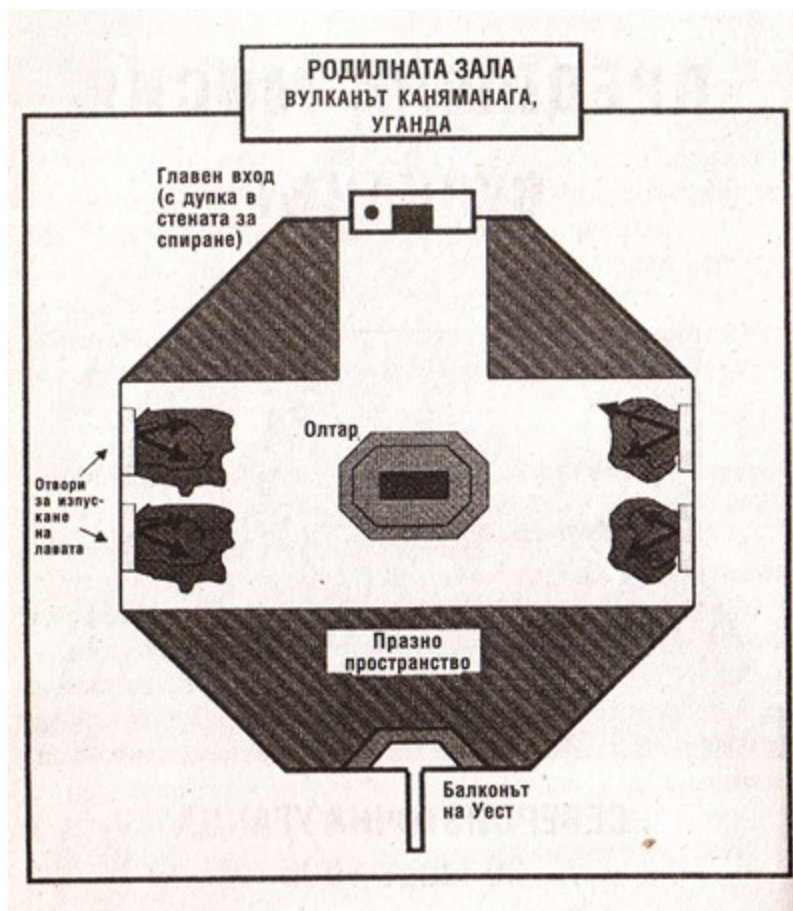 РОДИЛНАТА ЗАЛА
ВУЛКАНЪТ КАНЯМАНАГА,
УГАНДА
Главен вход
(с дупка в
стената за
спиране)
Олтар
Отвори
за изпус-
кане
на
лавата
Празно
пространство
Балконът
на Уест